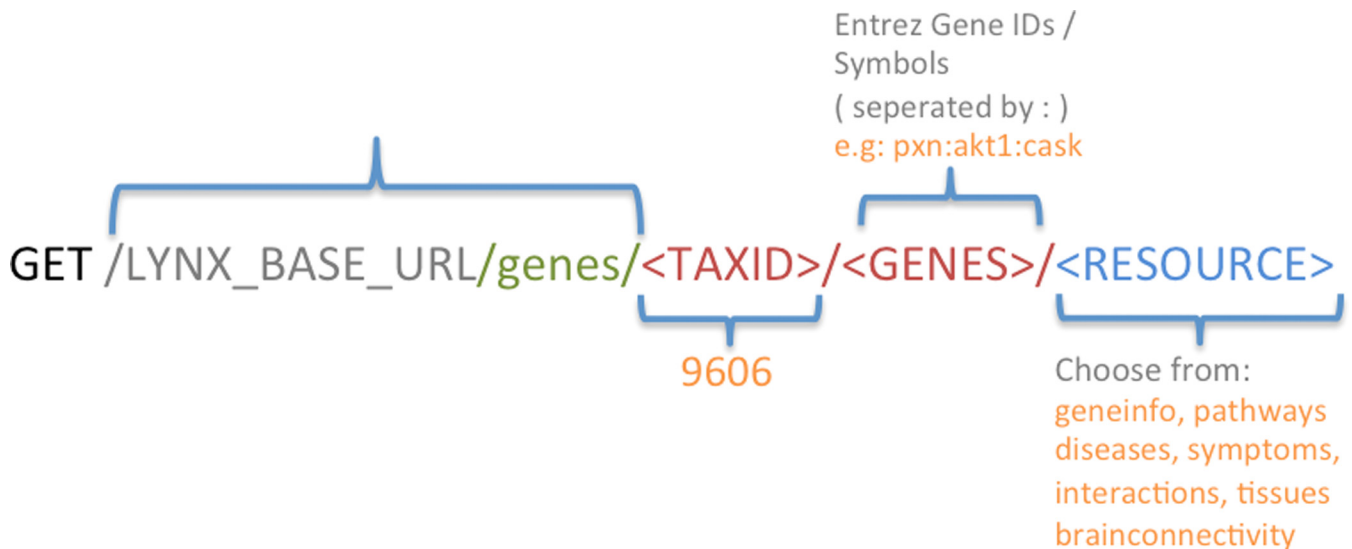 Entrez Gene IDs /
Symbols
( seperated by : )
e.g: pxn:akt1:cask
GET /LYNX_BASE_URL/genes/<TAXID>/<GENES>/<RESOURCE>
9606
Choose from:
geneinfo, pathways
diseases, symptoms,
interactions, tissues
brainconnectivity